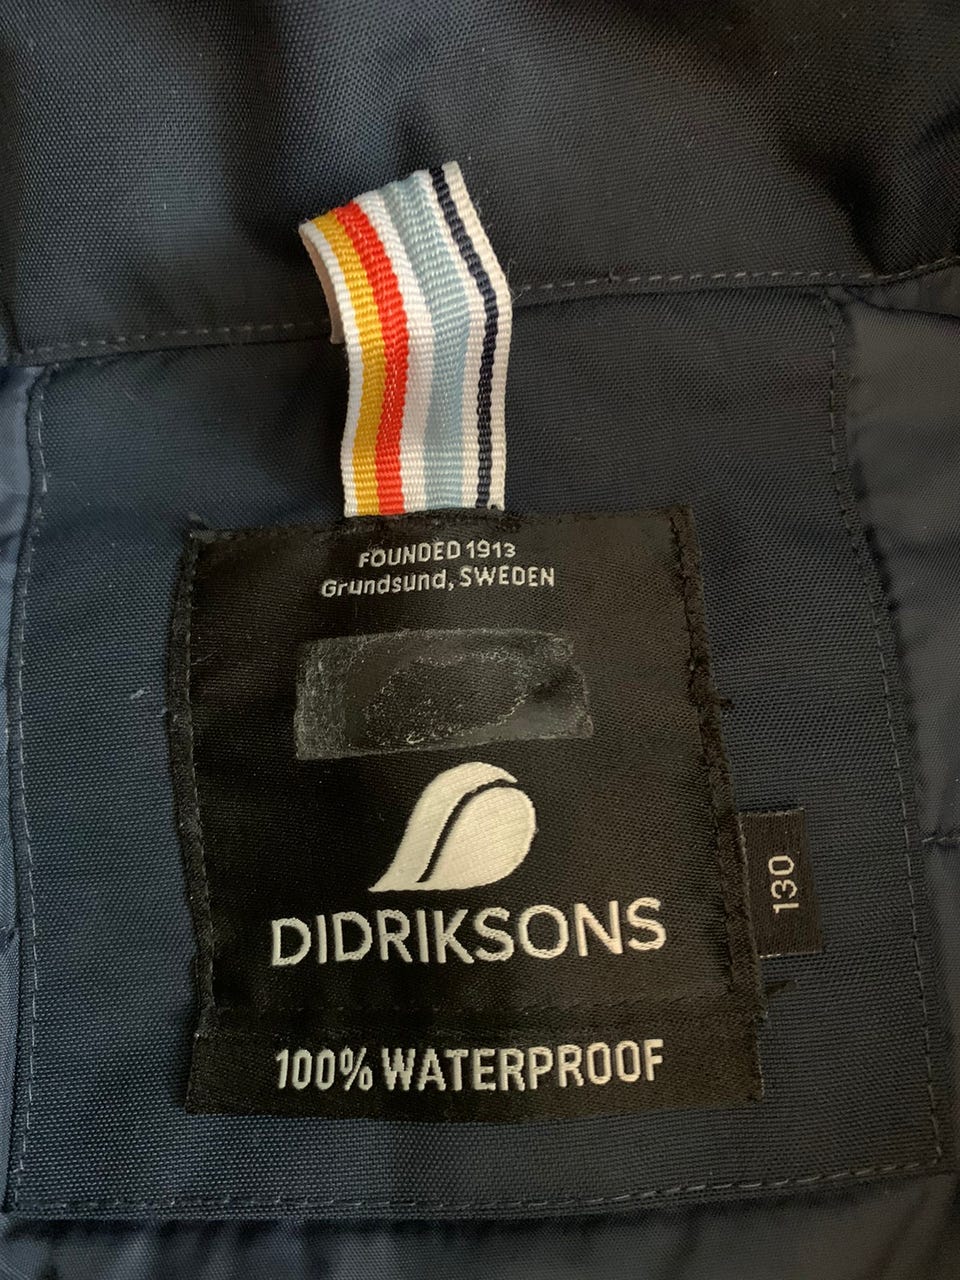 FOUNDED 1913
Grundsund, SWEDEN
DIDRIKSONS
100% WATERPROOF
130